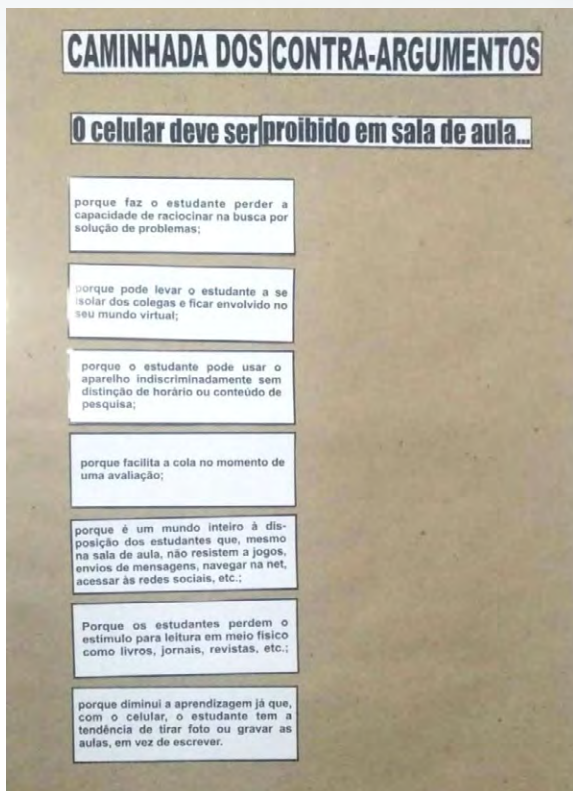 CAMINHADA DOS CONTRA-ARGUMENTOS
O celular deve ser proibido em sala de aula...
porque faz o estudante perder a
capacidade de raciocinar na busca por
solução de problemas;
porque pode levar o estudante a se
isolar dos colegas e ficar envolvido no
seu mundo virtual;
porque o estudante pode usar o
aparelho indiscriminadamente sem
distinção de horário ou conteúdo de
pesquisa;
porque facilita a cola no momento de
uma avaliação;
porque é um mundo inteiro à dis-
posição dos estudantes que, mesmo
na sala de aula, não resistem a jogos,
envios de mensagens, navegar na net,
acessar às redes sociais, etc.;
Porque os estudantes perdem o
estimulo para leitura em meio físico
como livros, jornais, revistas, etc.;
porque diminui a aprendizagem já que,
com o celular, o estudante tem a
tendência de tirar foto ou gravar as
aulas, em vez de escrever.